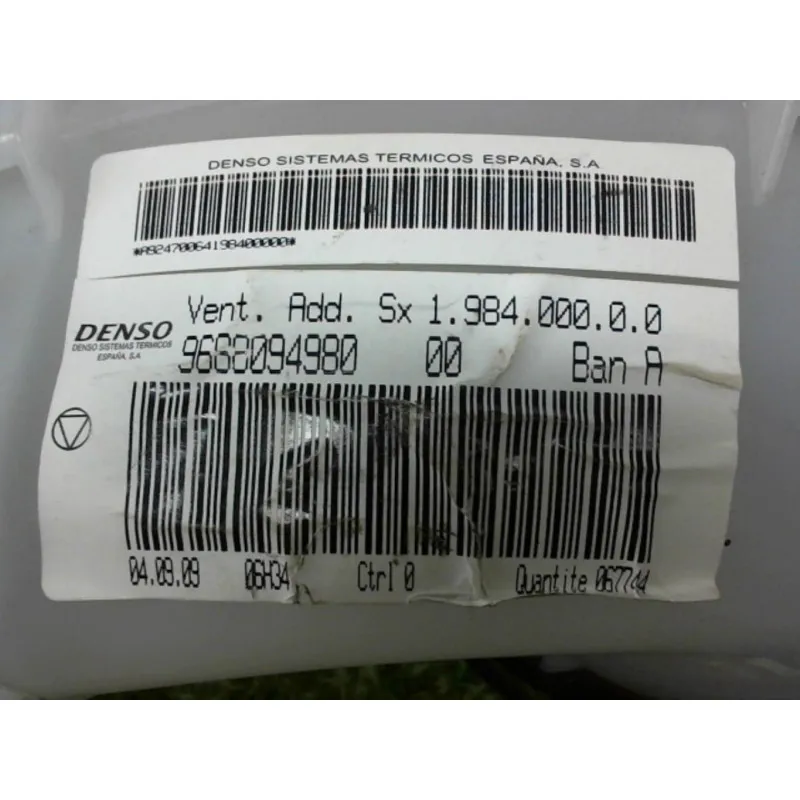 DENSO SISTEMAS TERMICOS ESPAÑA, S.A.
*A92470064198400000*
Vent. Add. Sx 1.984.000.0.0
DENSO
DENSO SISTEMAS TERMICOS
ESPAÑA, S.A
9688094980 00 Ban A
04.09.09 06H34 Ctrl 0 Quantite 067744